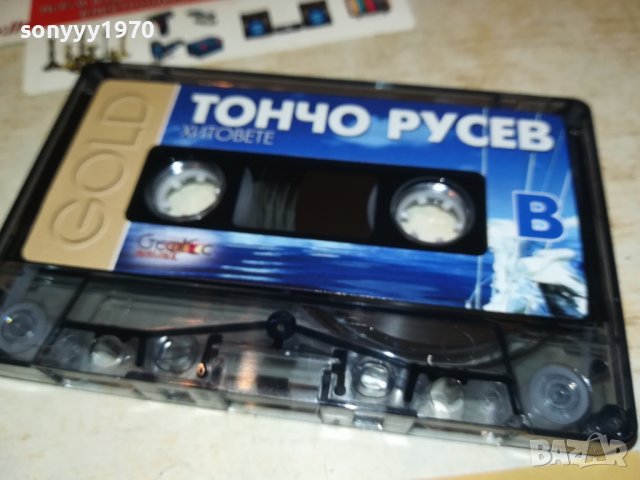 sonyyy1970
GOLD
ТОНЧО РУСЕВ
ХИТОВЕТЕ
B
BAZAR